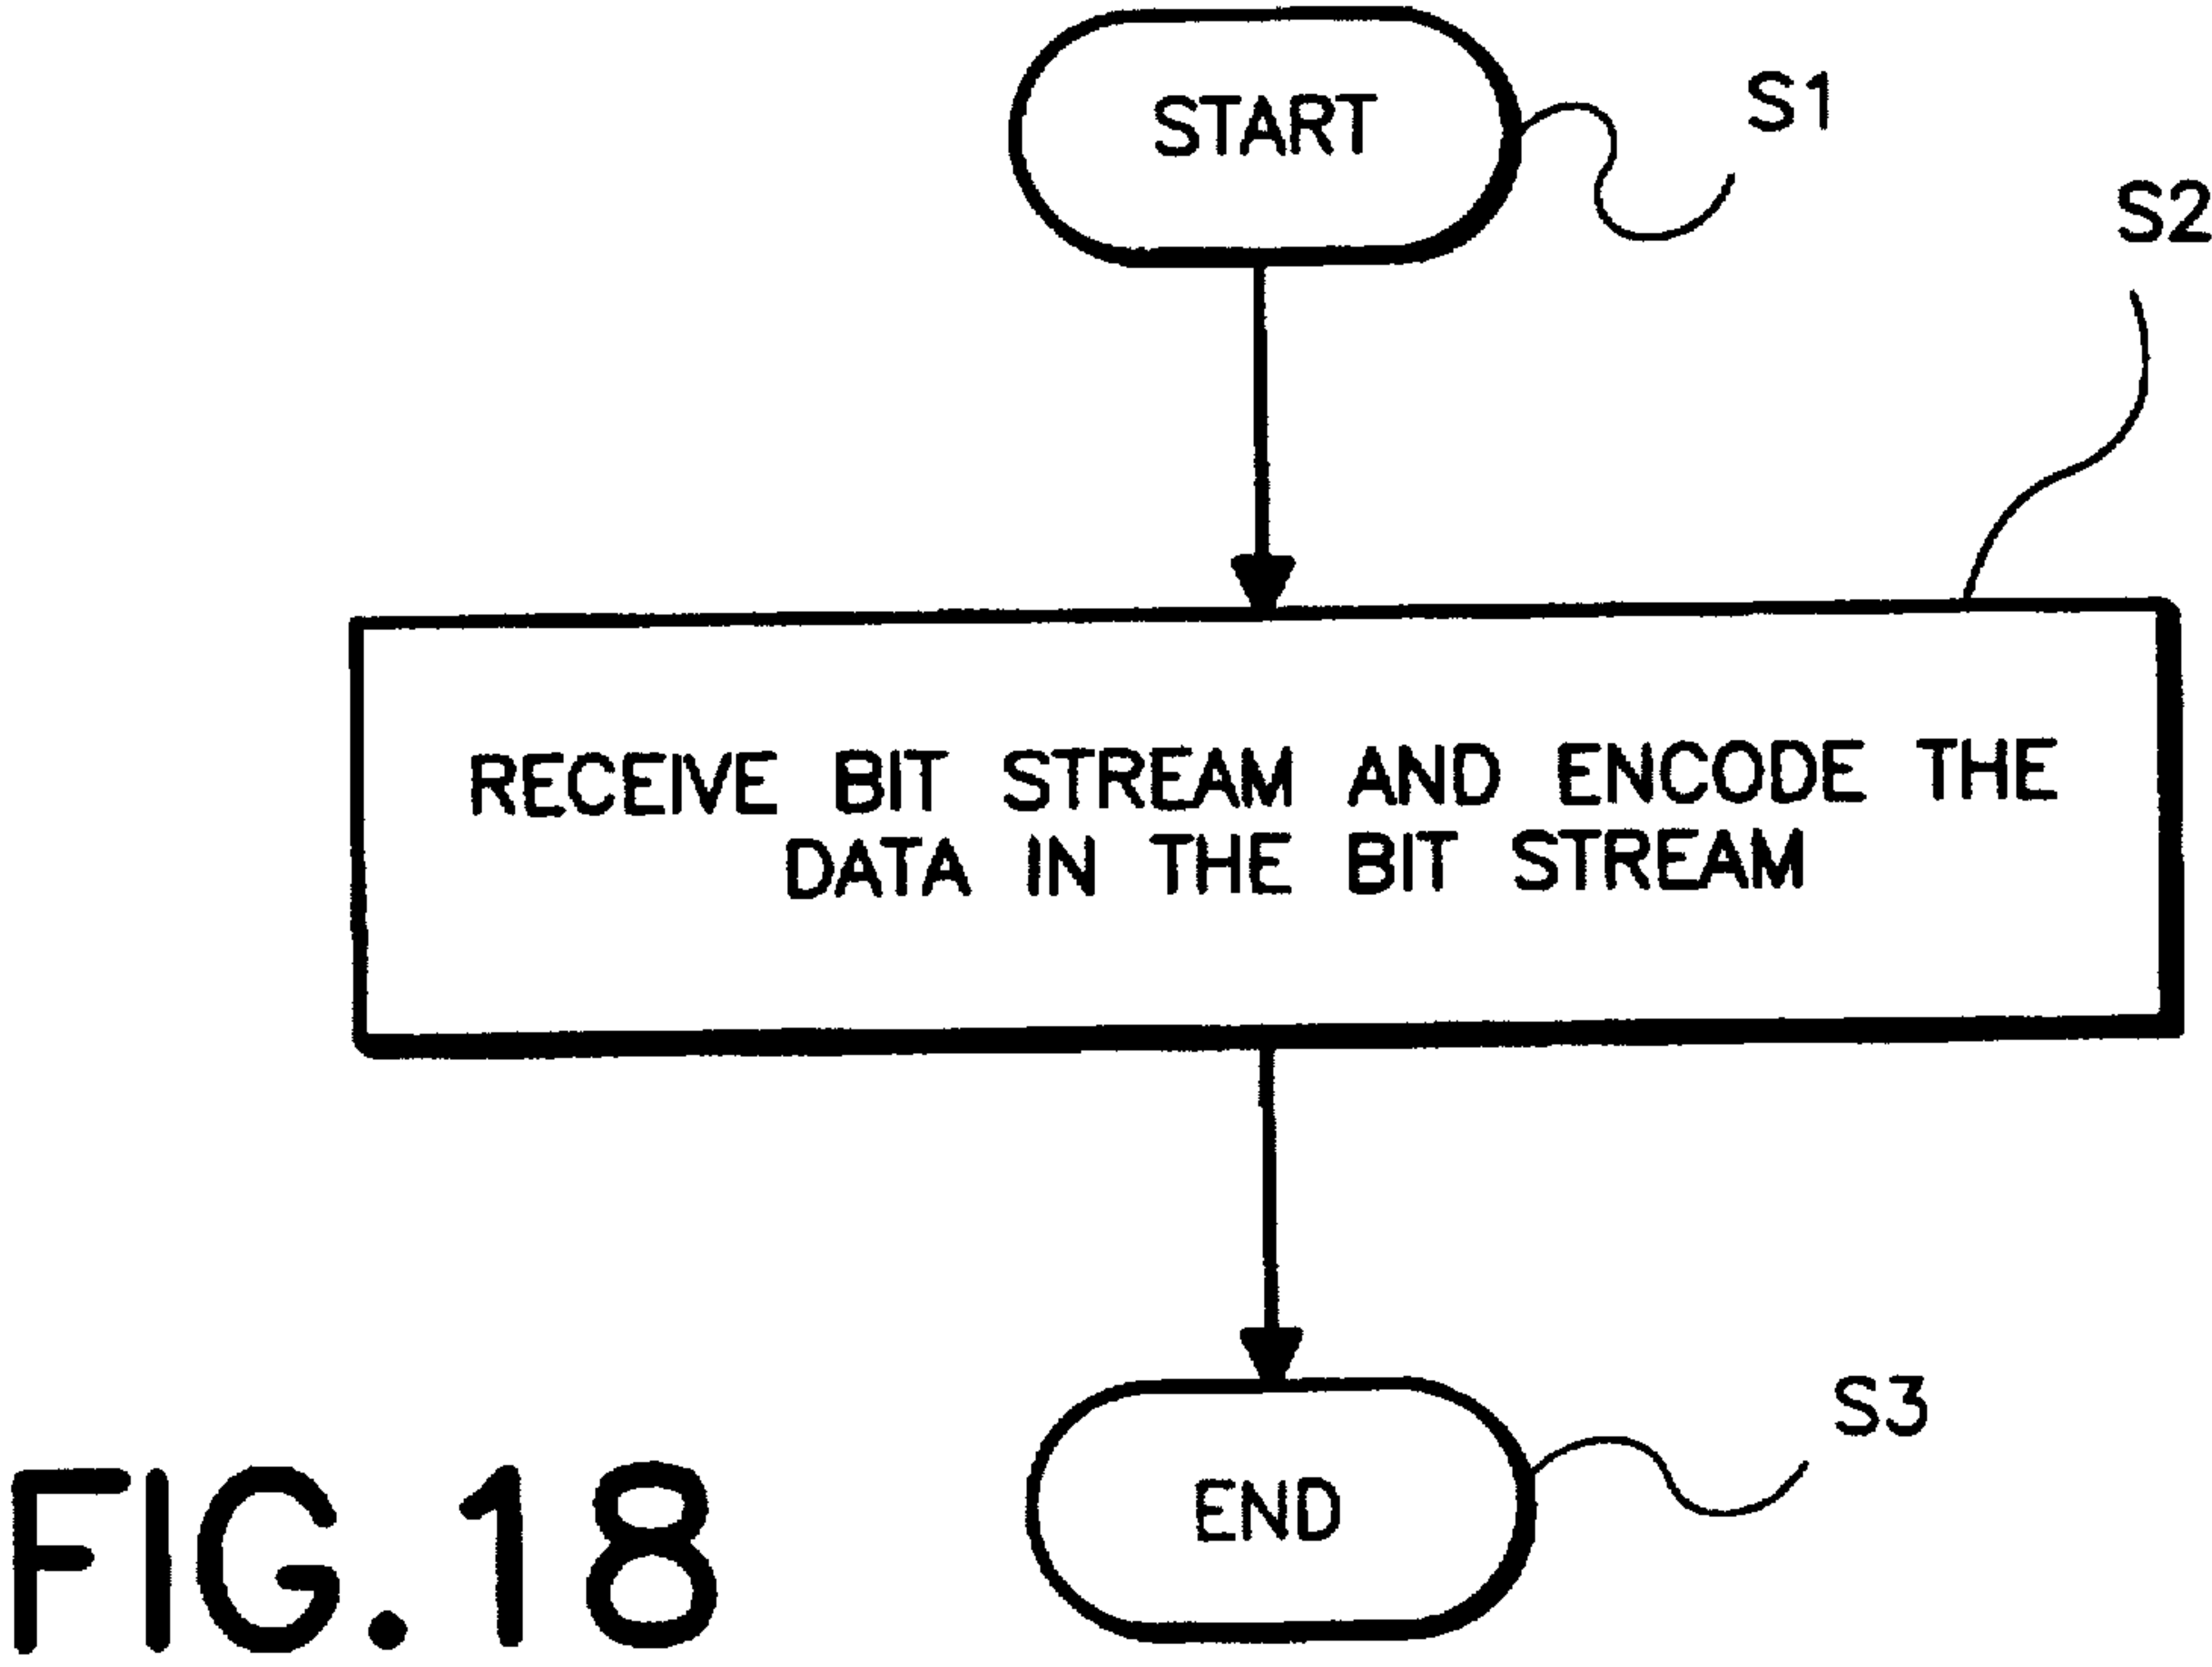 START
S1
S2
RECEIVE BIT STREAM AND ENCODE THE
DATA IN THE BIT STREAM
S3
END
FIG.18